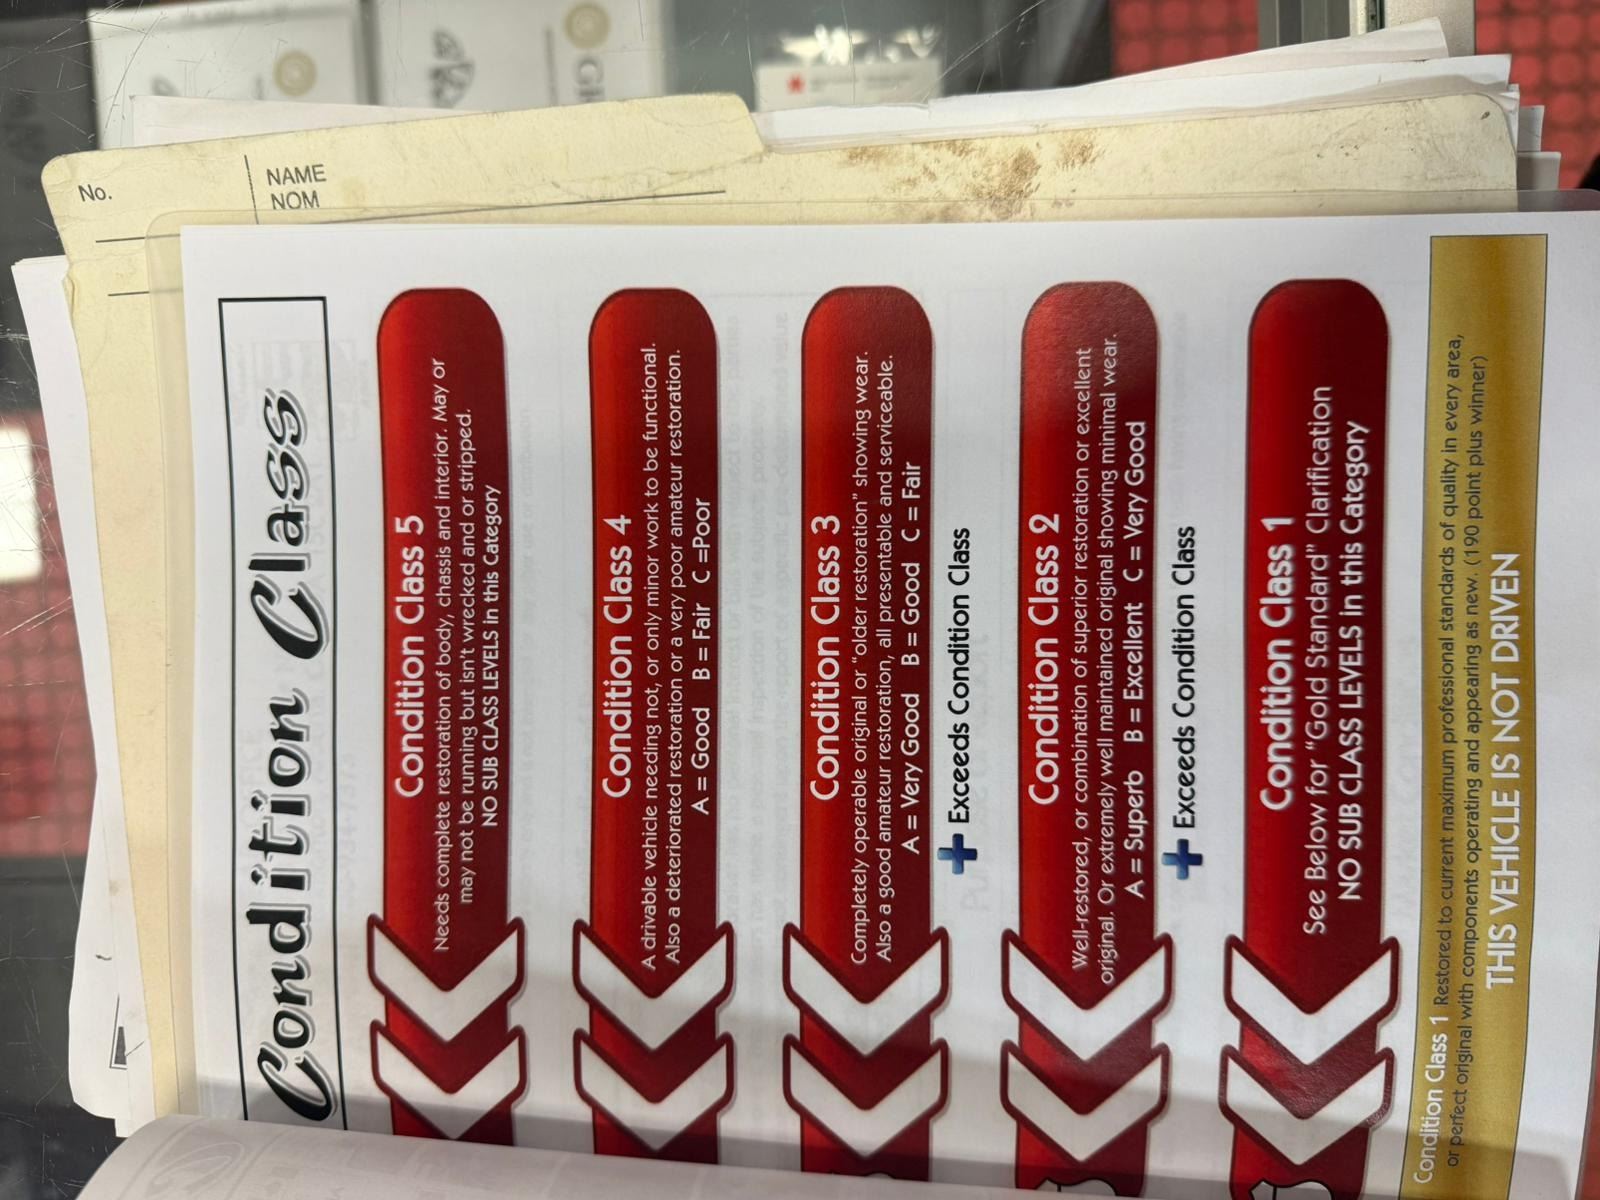 No.
NAME
NOM
Condition Class
Condition Class 5
Needs complete restoration of body, chassis and interior. May or
may not be running but isn't wrecked and or stripped.
NO SUB CLASS LEVELS in this Category
Condition Class 4
A drivable vehicle needing not, or only minor work to be functional.
Also a deteriorated restoration or a very poor amateur restoration.
A = Good B = Fair C =Poor
Condition Class 3
Completely operable original or "older restoration" showing wear.
Also a good amateur restoration, all presentable and serviceable.
A = Very Good B = Good C = Fair
+ Exceeds Condition Class
Condition Class 2
Well-restored, or combination of superior restoration or excellent
original. Or extremely well maintained original showing minimal wear.
A = Superb B = Excellent C = Very Good
+ Exceeds Condition Class
Condition Class 1
See Below for "Gold Standard" Clarification
NO SUB CLASS LEVELS in this Category
Condition Class 1 Restored to current maximum professional standards of quality in every area,
or perfect original with components operating and appearing as new. (190 point plus winner)
THIS VEHICLE IS NOT DRIVEN